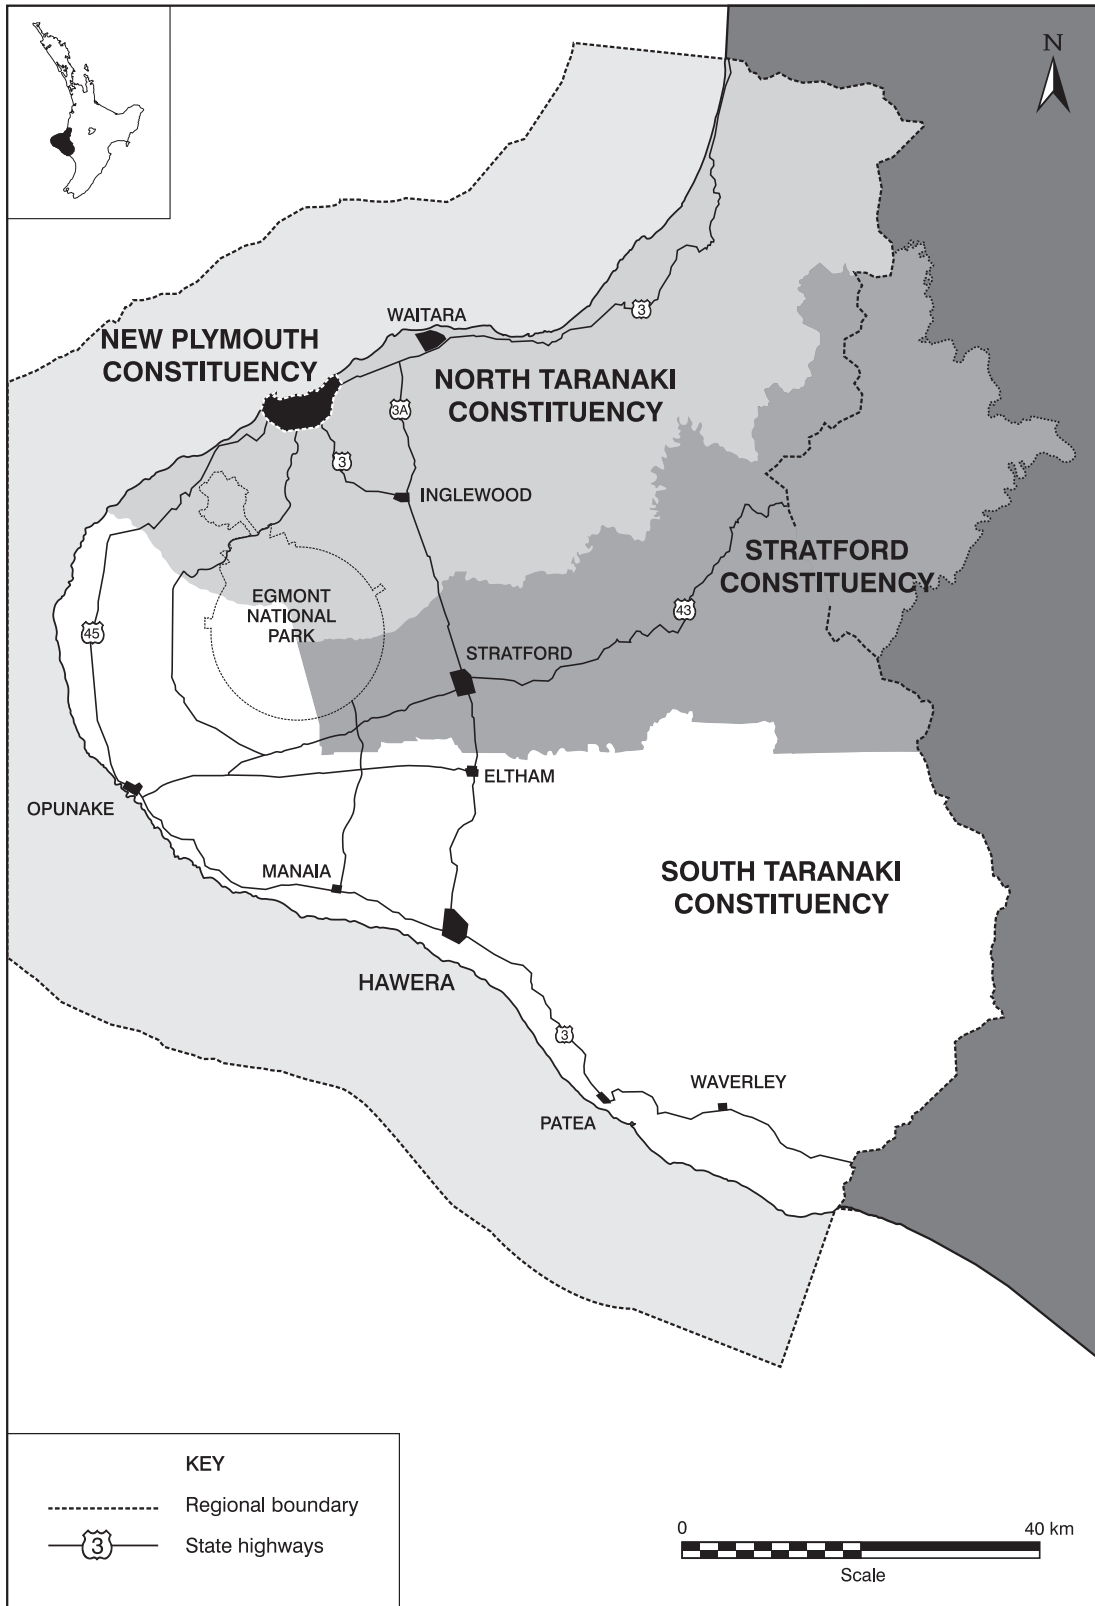 N
WAITARA
NEW PLYMOUTH
CONSTITUENCY
3
NORTH TARANAKI
CONSTITUENCY
3A
3
INGLEWOOD
STRATFORD
CONSTITUENCY
EGMONT
NATIONAL
PARK
43
45
STRATFORD
ELTHAM
OPUNAKE
MANAIA
SOUTH TARANAKI
CONSTITUENCY
HAWERA
3
WAVERLEY
PATEA
KEY
Regional boundary
3 State highways
0 40 km
Scale